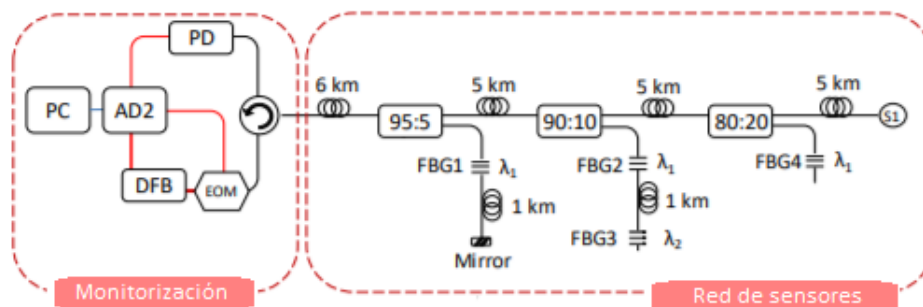 PD
PC
AD2
DFB
EOM
6 km
5 km
5 km
5 km
95:5
90:10
80:20
S1
FBG1
λ₁
FBG2
λ₁
FBG4
λ₁
1 km
1 km
Mirror
FBG3
λ₂
Monitorización
Red de sensores